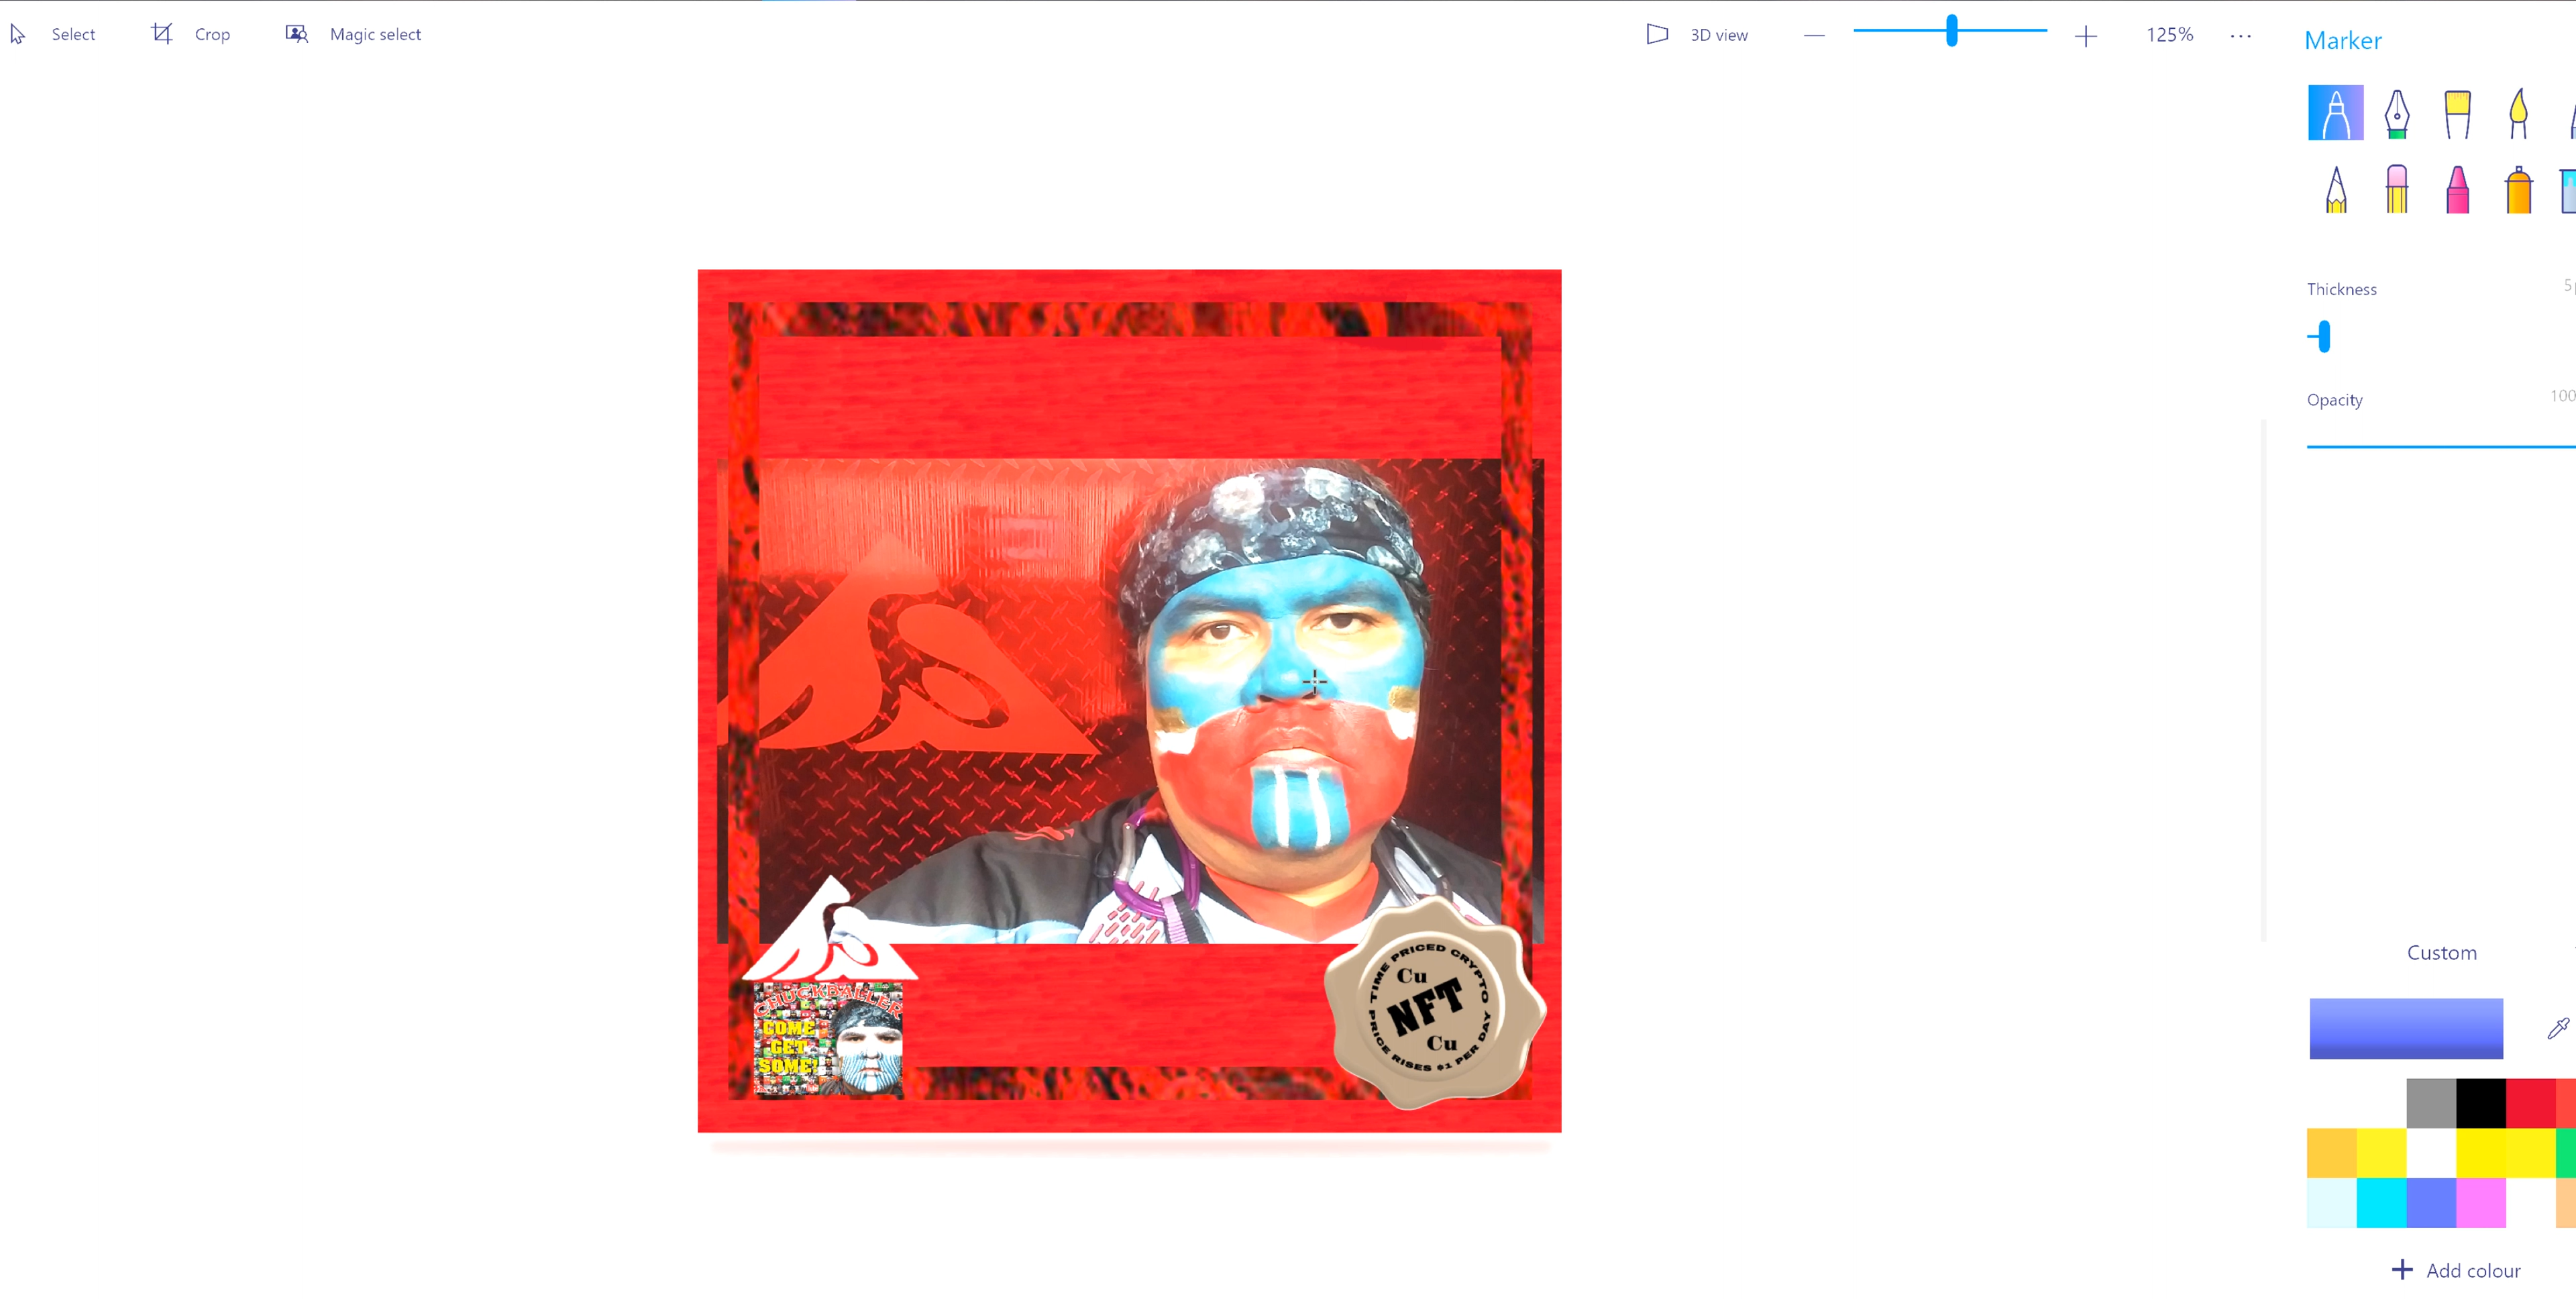 Select
Crop
Magic select
3D view
125%
Marker
Thickness
Opacity
100
CHUCKBALLER
COME
GET
SOME!
TIME PRICED CRYPTO
Cu
NFT
Cu
PRICE RISES $1 PER DAY
Custom
Add colour